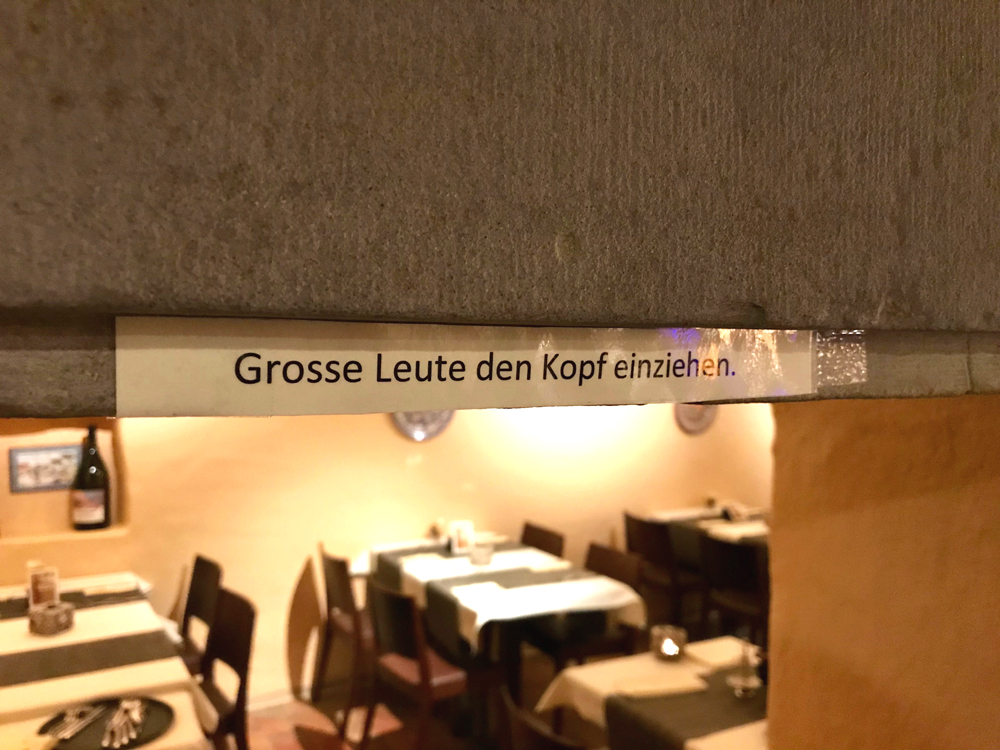 Grosse Leute den Kopf einziehen.